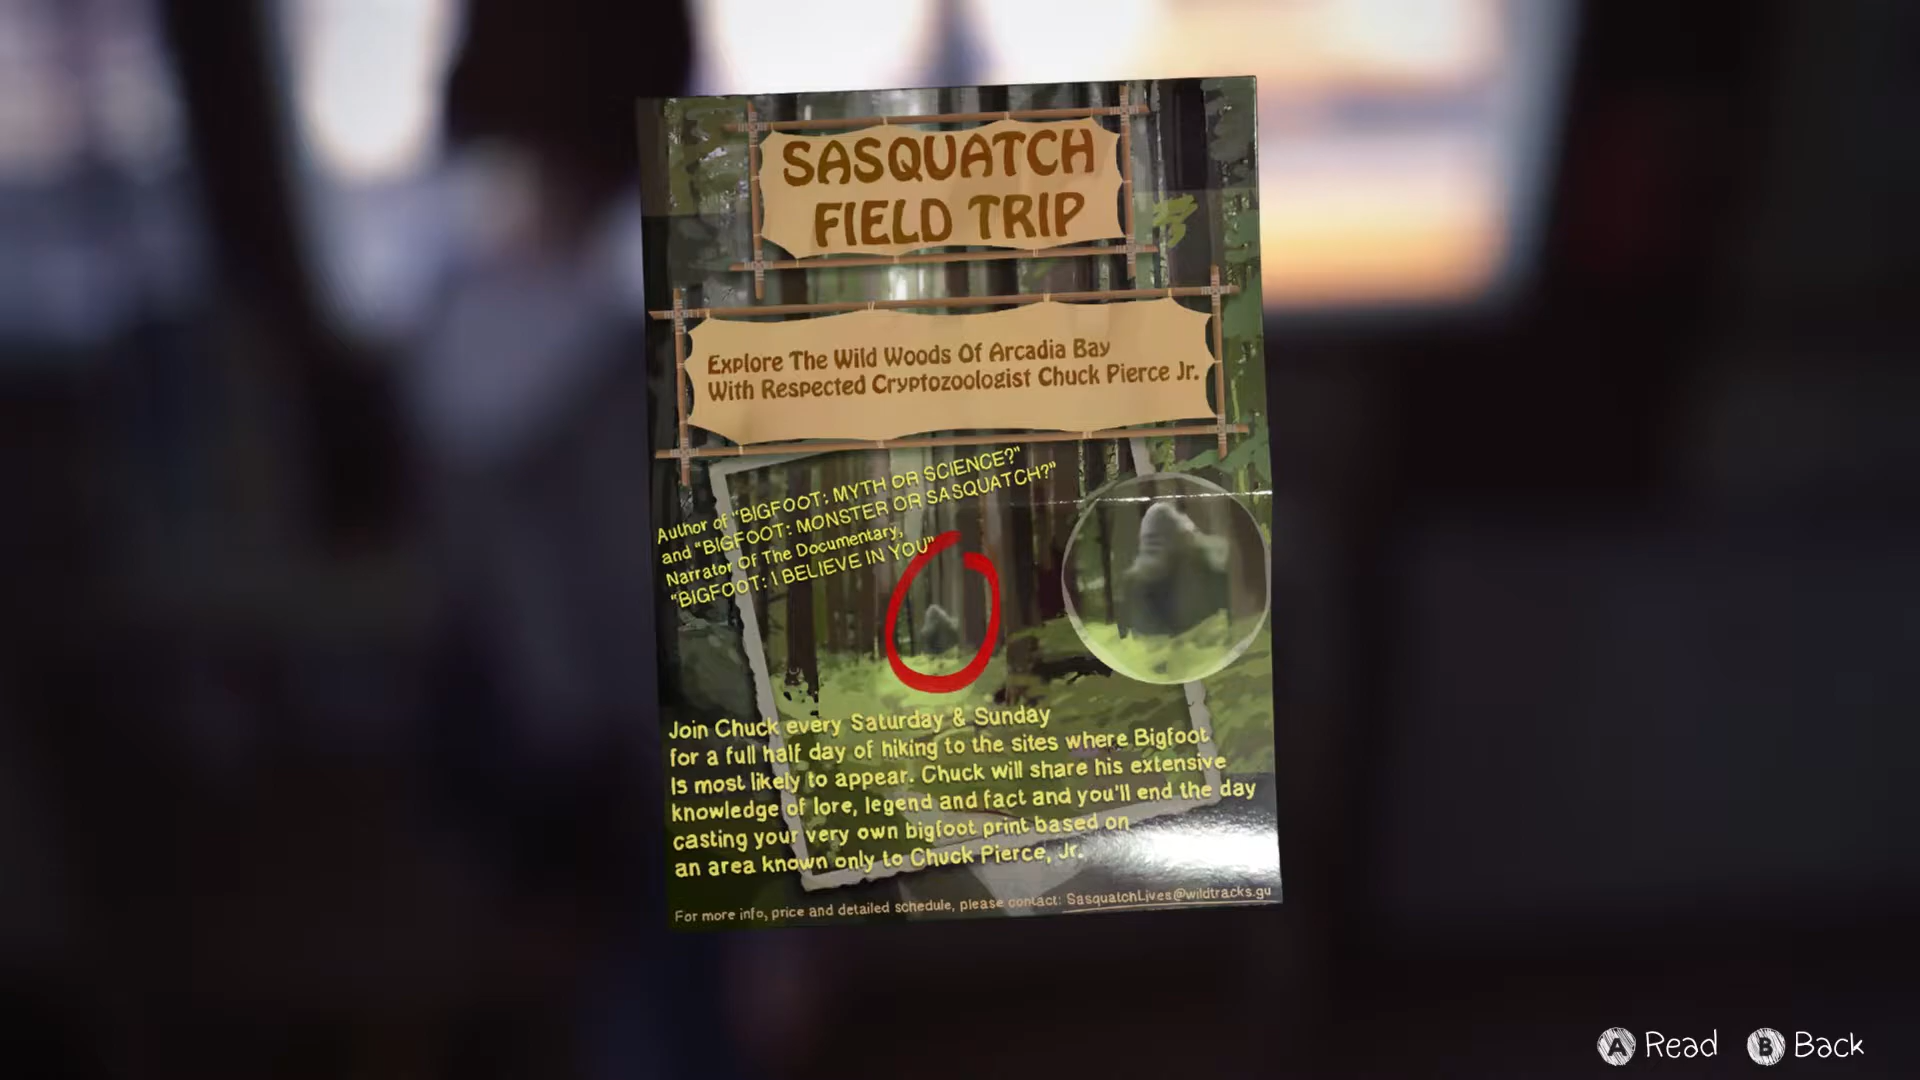 SASQUATCH
FIELD TRIP
Explore The Wild Woods Of Arcadia Bay
With Respected Cryptozoologist Chuck Pierce Jr.
Author of "BIGFOOT: MYTH OR SCIENCE?"
and "BIGFOOT: MONSTER OR SASQUATCH?"
Narrator Of The Documentary,
"BIGFOOT: I BELIEVE IN YOU"
Join Chuck every Saturday & Sunday
for a full half day of hiking to the sites where Bigfoot
Is most likely to appear. Chuck will share his extensive
knowledge of lore, legend and fact and you'll end the day
casting your very own bigfoot print based on
an area known only to Chuck Pierce, Jr.
For more info, price and detailed schedule, please contact: SasquatchLives@wildtracks.gu
A Read B Back